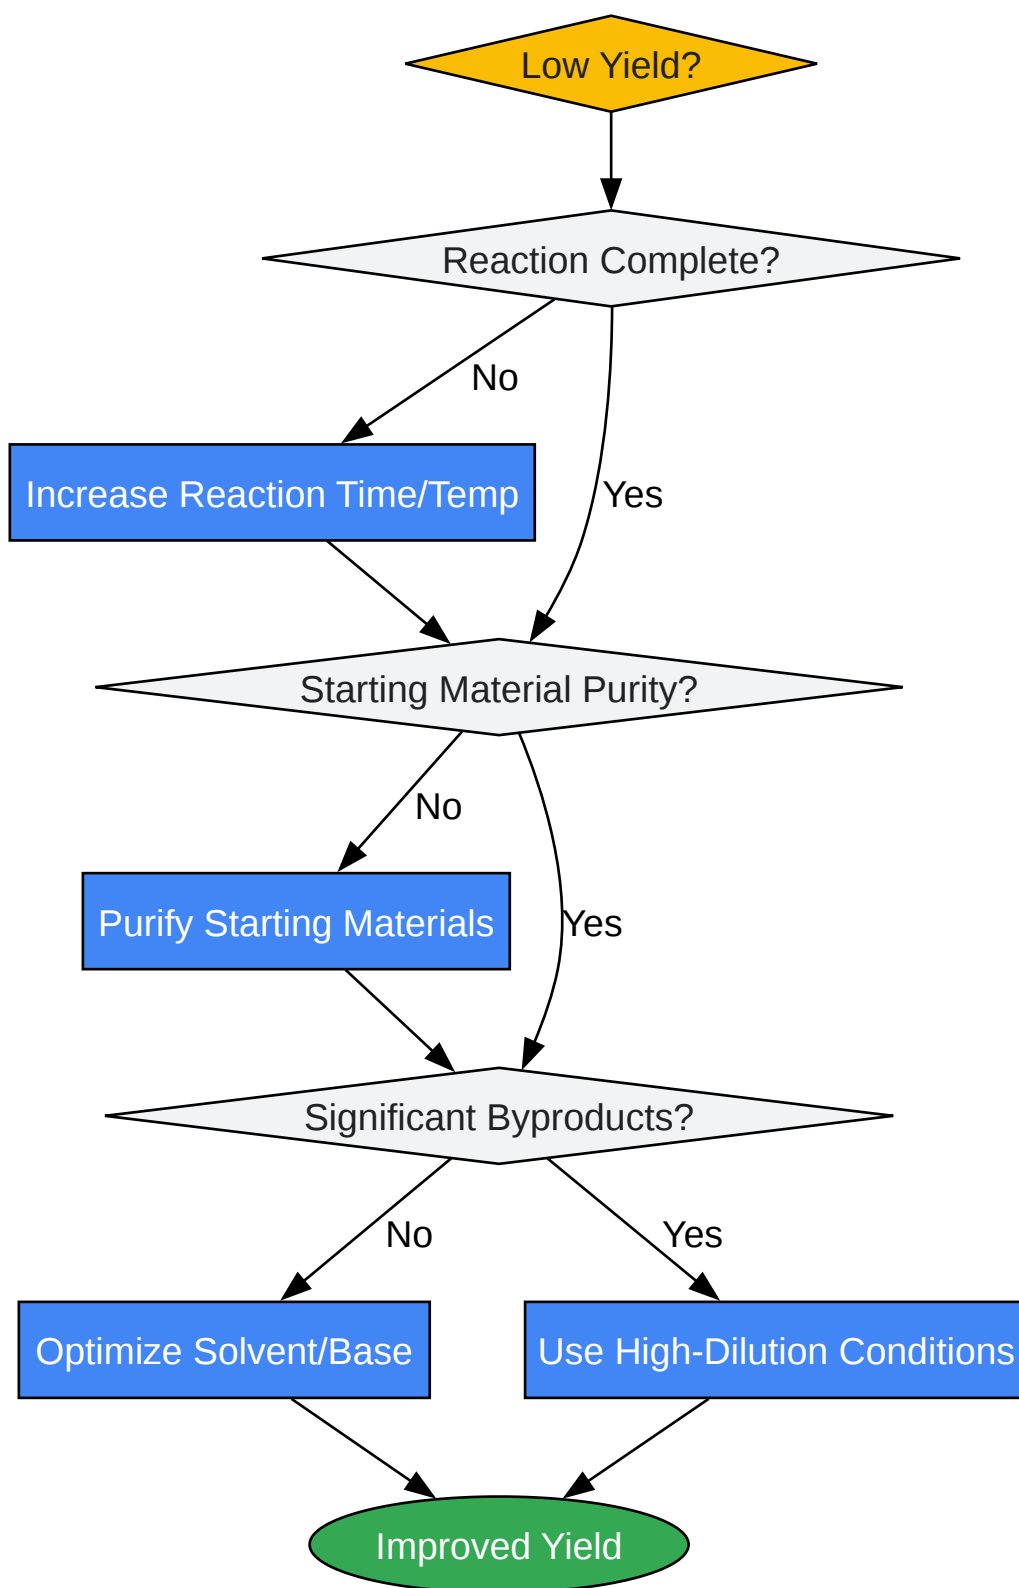 Low Yield?
Reaction Complete?
No
Increase Reaction Time/Temp
Yes
Starting Material Purity?
No
Purify Starting Materials
Yes
Significant Byproducts?
No
Yes
Optimize Solvent/Base
Use High-Dilution Conditions
Improved Yield